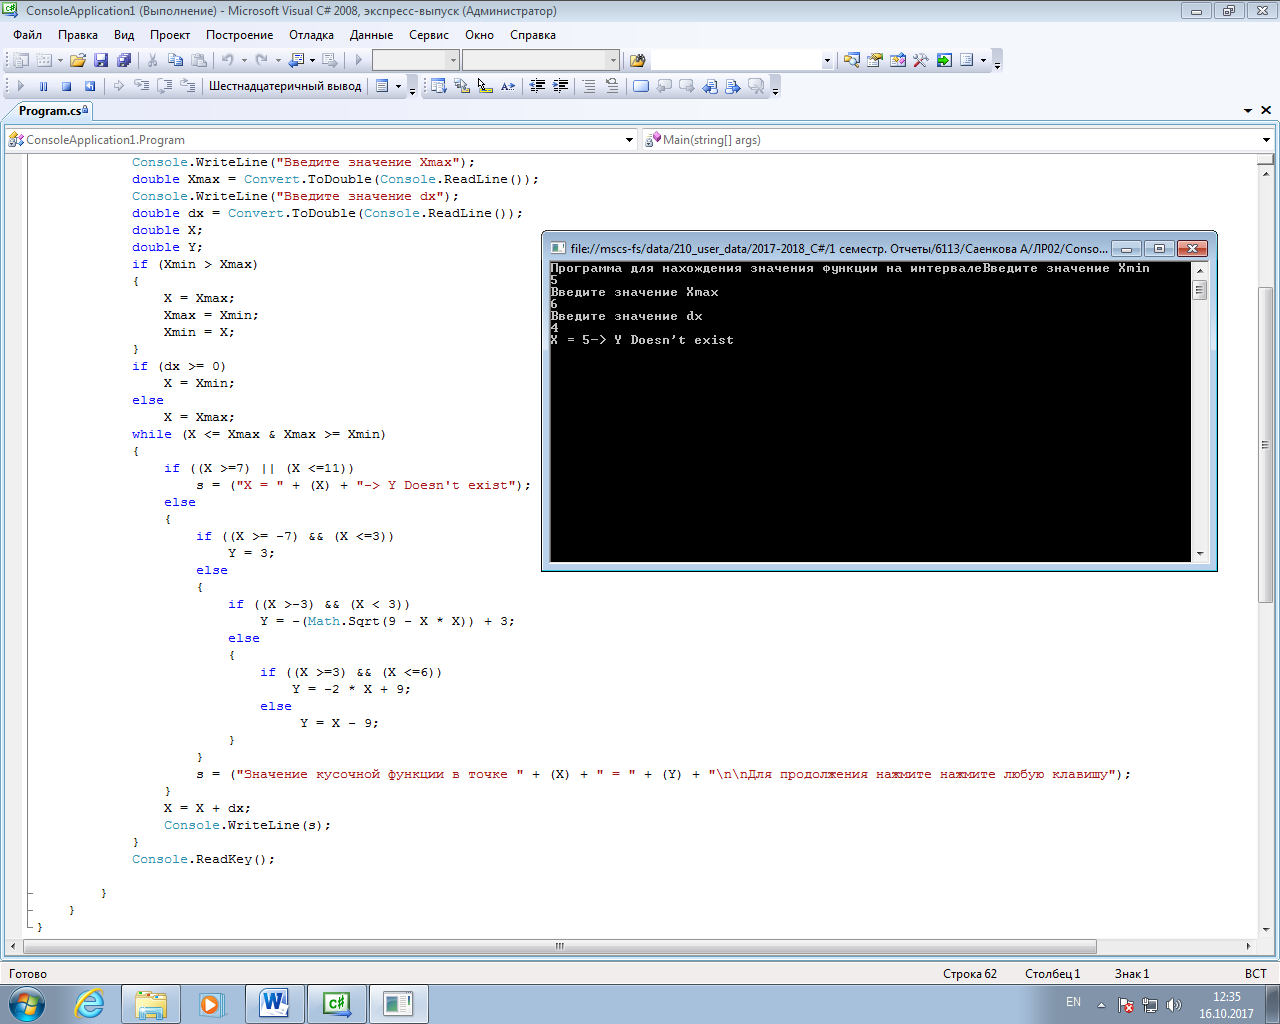 ConsoleApplication1 (Выполнение) - Microsoft Visual C# 2008, экспресс-выпуск (Администратор)
Файл Правка Вид Проект Построение Отладка Данные Сервис Окно Справка
Шестнадцатеричный вывод
Program.cs
ConsoleApplication1.Program
Main(string[] args)
Console.WriteLine("Введите значение Xmax");
double Xmax = Convert.ToDouble(Console.ReadLine());
Console.WriteLine("Введите значение dx");
double dx = Convert.ToDouble(Console.ReadLine());
double X;
double Y;
if (Xmin > Xmax)
{
X = Xmax;
Xmax = Xmin;
Xmin = X;
}
if (dx >= 0)
X = Xmin;
else
X = Xmax;
while (X <= Xmax & Xmax >= Xmin)
{
if ((X >=7) || (X <=11))
s = ("X = " + (X) + "-> Y Doesn't exist");
else
{
if ((X >= -7) && (X <=3))
Y = 3;
else
{
if ((X >-3) && (X < 3))
Y = -(Math.Sqrt(9 - X * X)) + 3;
else
{
if ((X >=3) && (X <=6))
Y = -2 * X + 9;
else
Y = X - 9;
}
}
s = ("Значение кусочной функции в точке " + (X) + " = " + (Y) + "\n\nДля продолжения нажмите нажмите любую клавишу");
}
X = X + dx;
Console.WriteLine(s);
}
Console.ReadKey();
}
}
}
file://mscs-fs/data/210_user_data/2017-2018_C#/1 семестр. Отчеты/6113/Саенкова А/ЛР02/Conso...
Программа для нахождения значения функции на интервалеВведите значение Xmin
5
Введите значение Xmax
6
Введите значение dx
4
X = 5-> Y Doesn't exist
Готово
Строка 62 Столбец 1 Знак 1 ВСТ
EN
12:35
16.10.2017